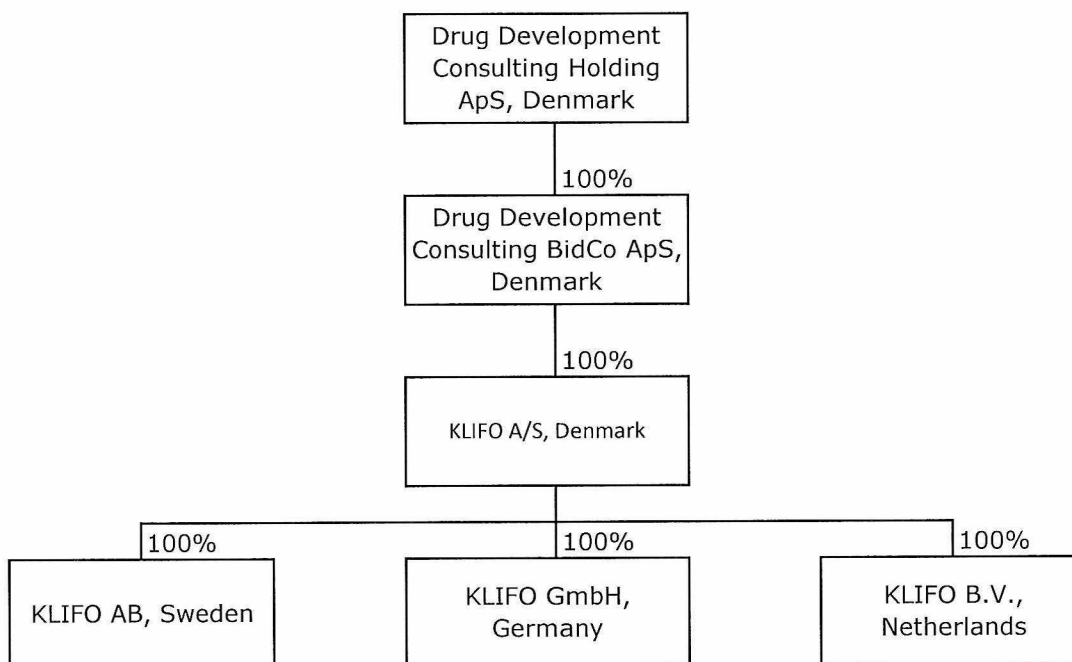 Drug Development
Consulting Holding
ApS, Denmark
100%
Drug Development
Consulting BidCo ApS,
Denmark
100%
KLIFO A/S, Denmark
100%
100%
100%
KLIFO AB, Sweden
KLIFO GmbH,
Germany
KLIFO B.V.,
Netherlands